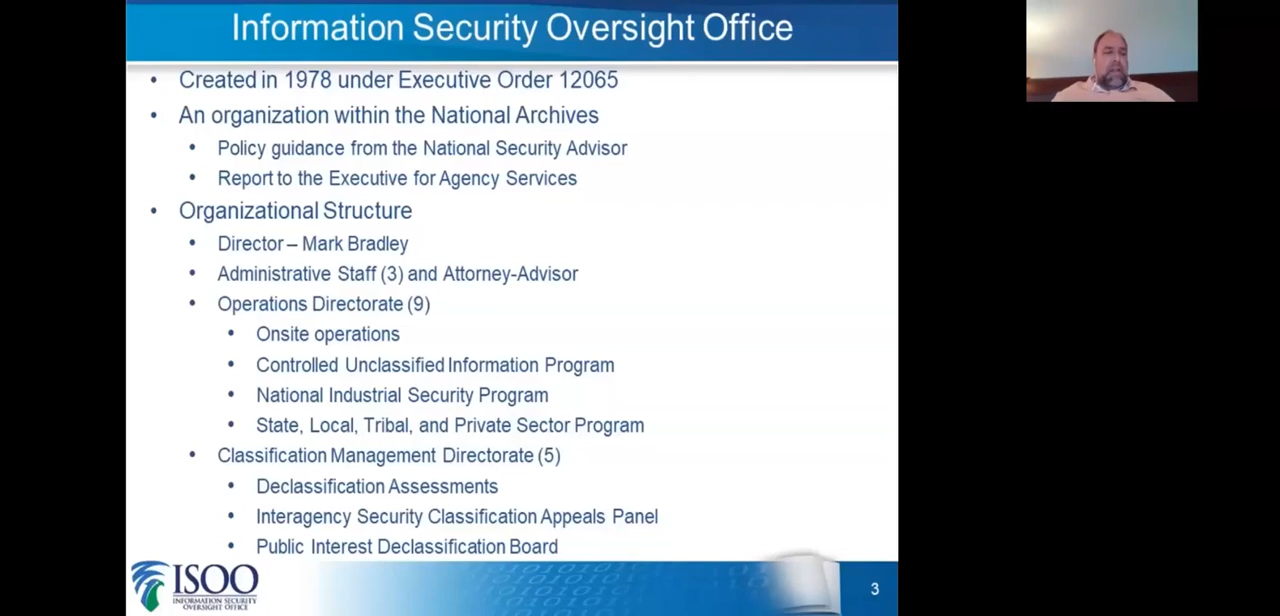 Information Security Oversight Office
• Created in 1978 under Executive Order 12065
• An organization within the National Archives
• Policy guidance from the National Security Advisor
• Report to the Executive for Agency Services
• Organizational Structure
• Director – Mark Bradley
• Administrative Staff (3) and Attorney-Advisor
• Operations Directorate (9)
• Onsite operations
• Controlled Unclassified Information Program
• National Industrial Security Program
• State, Local, Tribal, and Private Sector Program
• Classification Management Directorate (5)
• Declassification Assessments
• Interagency Security Classification Appeals Panel
• Public Interest Declassification Board
ISOO
INFORMATION SECURITY
OVERSIGHT OFFICE
3